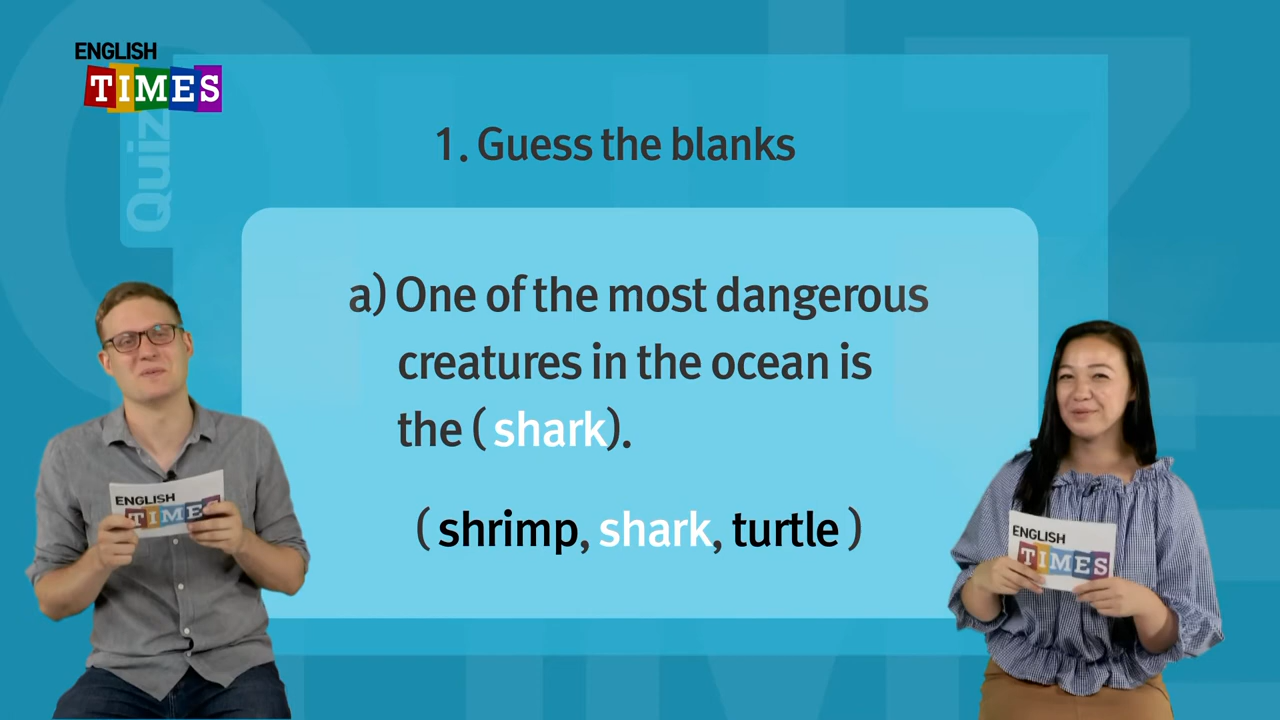 ENGLISH
TIMES
Quiz
1. Guess the blanks
a) One of the most dangerous
creatures in the ocean is
the ( shark).
( shrimp, shark, turtle )
ENGLISH
TIMES
ENGLISH
TIMES